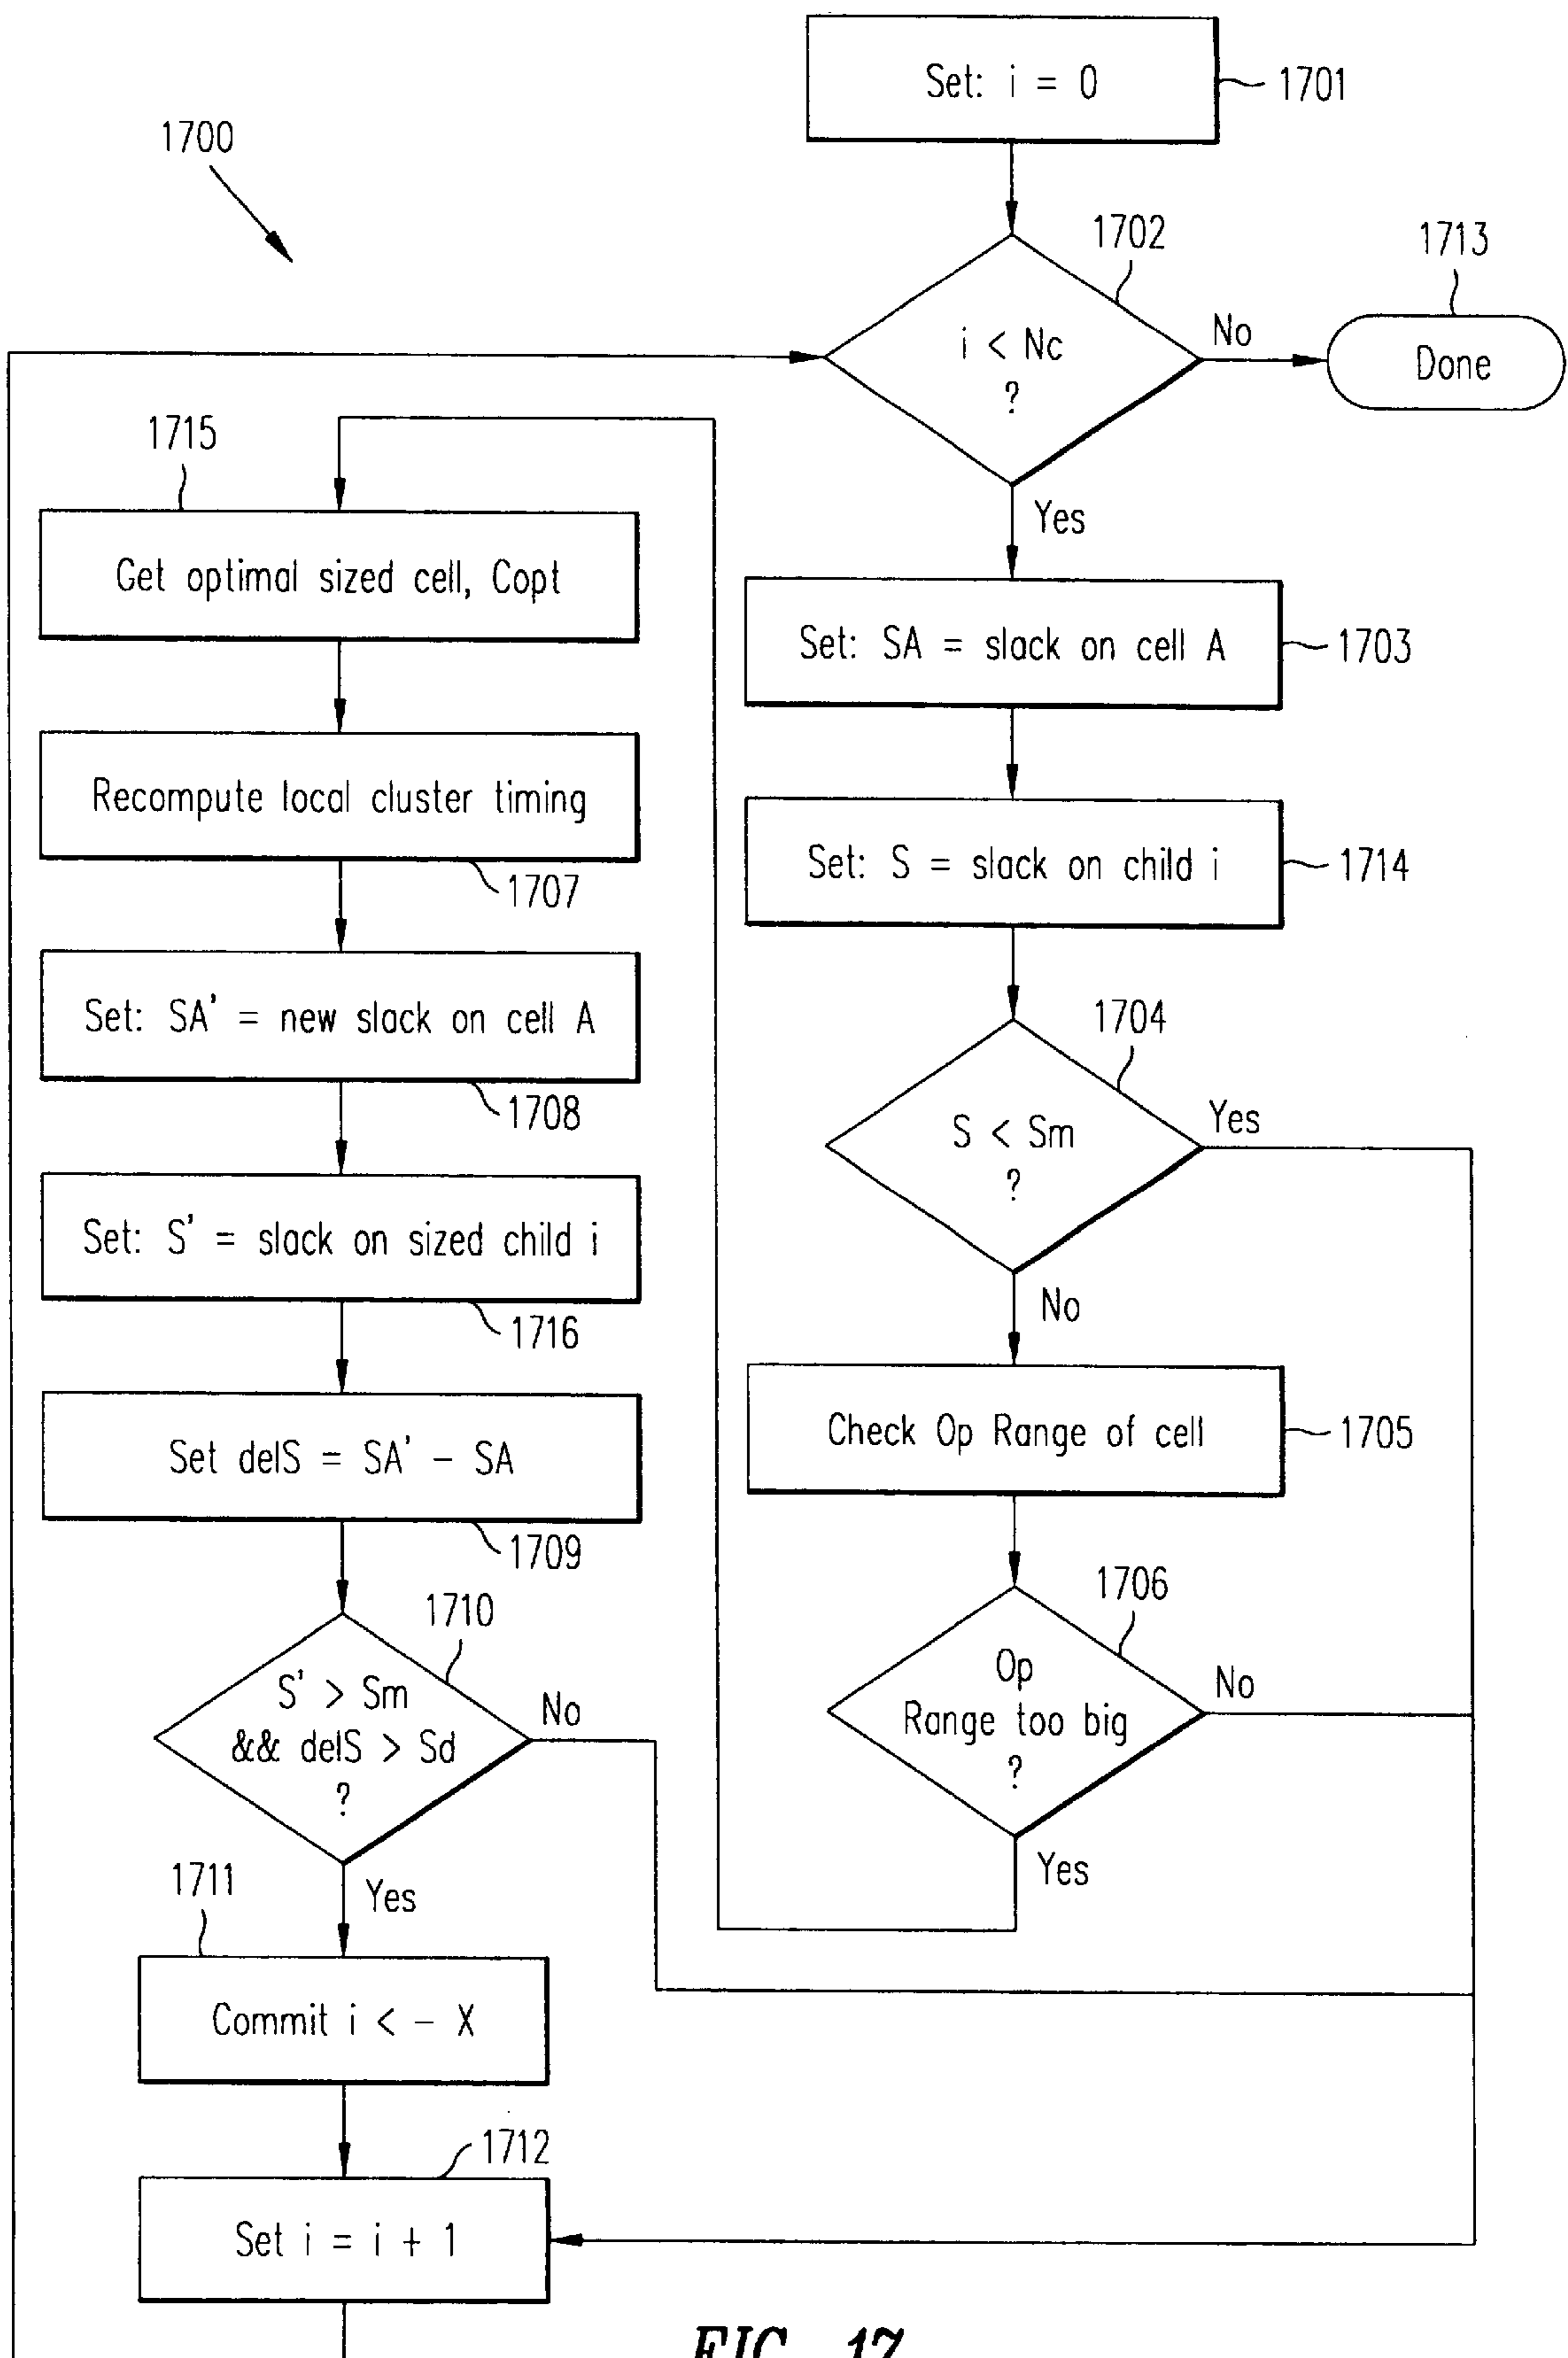 Set: i = 0
1701
1700
1702
1713
i < Nc
?
No
Done
Yes
1715
Get optimal sized cell, Copt
Set: SA = slack on cell A
1703
Recompute local cluster timing
1707
Set: S = slack on child i
1714
Set: SA' = new slack on cell A
1708
1704
S < Sm
?
Yes
No
Set: S' = slack on sized child i
1716
Check Op Range of cell
1705
Set delS = SA' - SA
1709
1706
Op
Range too big
?
No
Yes
1710
S' > Sm
&& delS > Sd
?
No
Yes
1711
Commit i < - X
1712
Set i = i + 1
FIG. 17